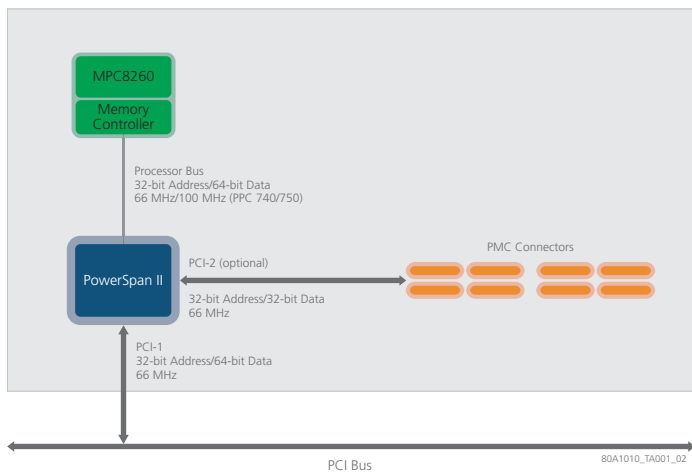 MPC8260
Memory
Controller
Processor Bus
32-bit Address/64-bit Data
66 MHz/100 MHz (PPC 740/750)
PowerSpan II
PCI-2 (optional)
32-bit Address/32-bit Data
66 MHz
PMC Connectors
PCI-1
32-bit Address/64-bit Data
66 MHz
PCI Bus
80A1010_TA001_02